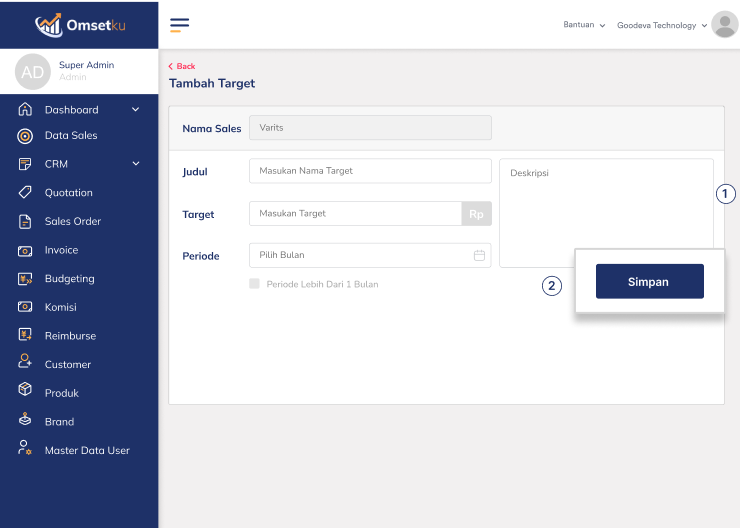 Omsetku
Bantuan
Goodeva Technology
AD
Super Admin
Admin
Dashboard
Data Sales
CRM
Quotation
Sales Order
Invoice
Budgeting
Komisi
Reimburse
Customer
Produk
Brand
Master Data User
Back
Tambah Target
Nama Sales
Varits
Judul
Masukan Nama Target
Deskripsi
1
Target
Masukan Target
Rp
Periode
Pilih Bulan
Periode Lebih Dari 1 Bulan
2
Simpan